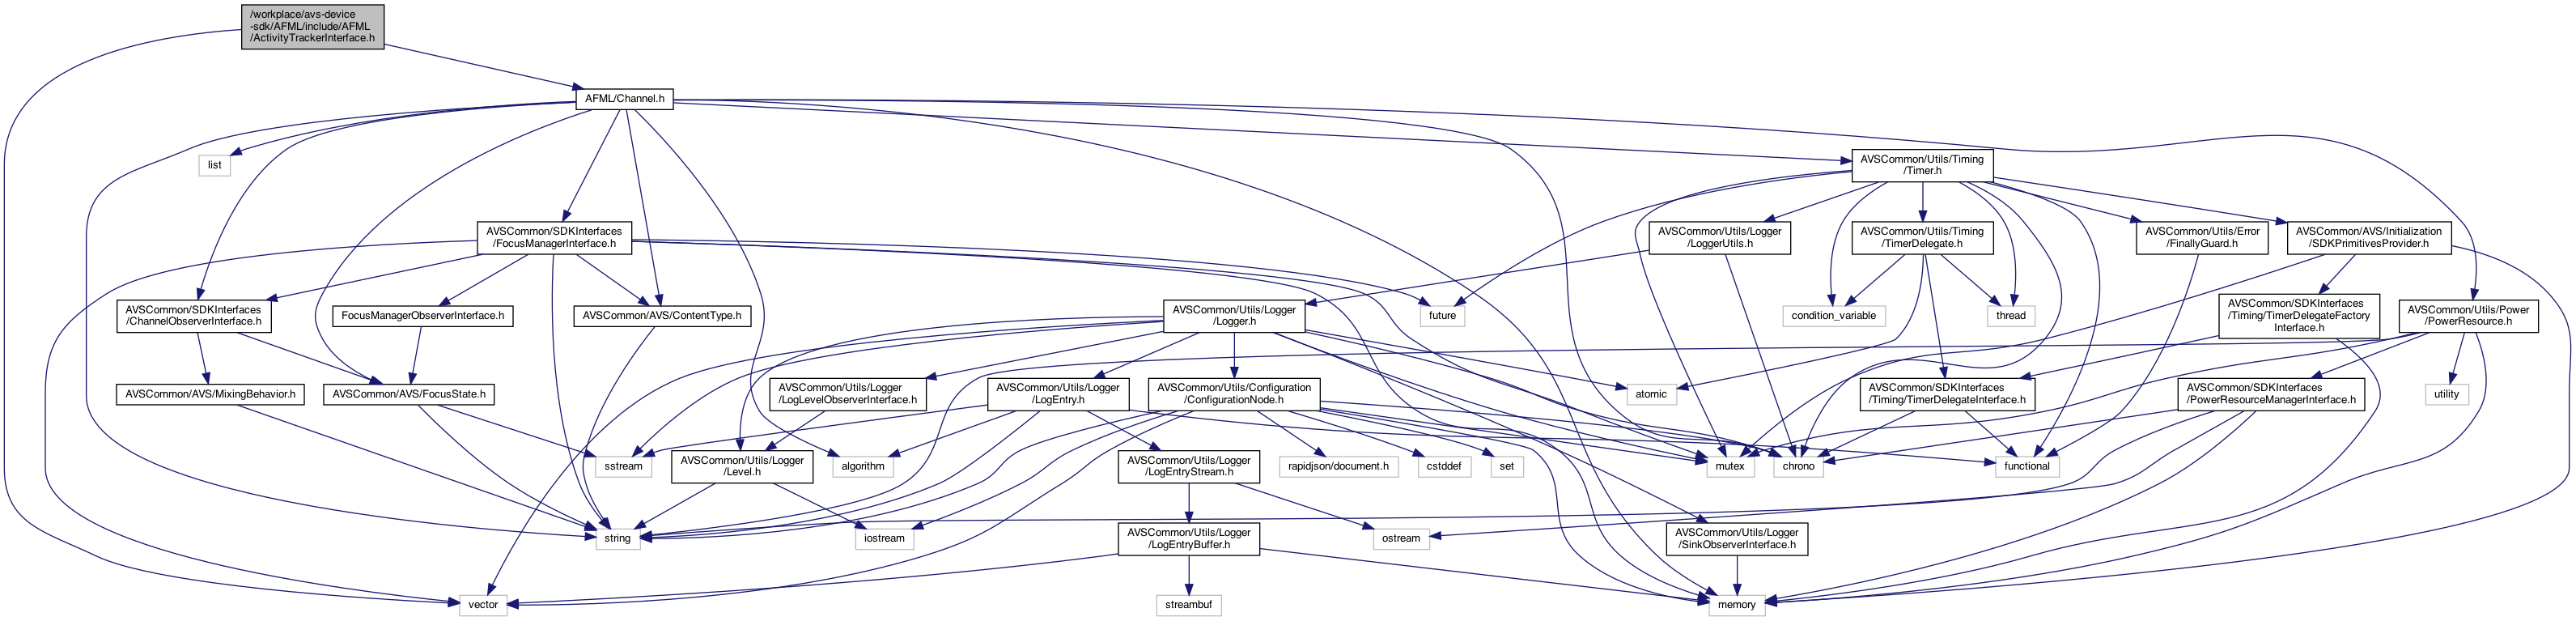 /workplace/avs-device
-sdk/AFML/include/AFML
/ActivityTrackerInterface.h
AFML/Channel.h
list
AVSCommon/Utils/Timing
/Timer.h
AVSCommon/SDKInterfaces
/FocusManagerInterface.h
AVSCommon/Utils/Logger
/LoggerUtils.h
AVSCommon/Utils/Timing
/TimerDelegate.h
AVSCommon/Utils/Error
/FinallyGuard.h
AVSCommon/AVS/Initialization
/SDKPrimitivesProvider.h
AVSCommon/SDKInterfaces
/ChannelObserverInterface.h
FocusManagerObserverInterface.h
AVSCommon/AVS/ContentType.h
AVSCommon/Utils/Logger
/Logger.h
future
condition_variable
thread
AVSCommon/SDKInterfaces
/Timing/TimerDelegateFactory
Interface.h
AVSCommon/Utils/Power
/PowerResource.h
AVSCommon/AVS/MixingBehavior.h
AVSCommon/AVS/FocusState.h
AVSCommon/Utils/Logger
/LogLevelObserverInterface.h
AVSCommon/Utils/Logger
/LogEntry.h
AVSCommon/Utils/Configuration
/ConfigurationNode.h
atomic
AVSCommon/SDKInterfaces
/Timing/TimerDelegateInterface.h
AVSCommon/SDKInterfaces
/PowerResourceManagerInterface.h
utility
sstream
AVSCommon/Utils/Logger
/Level.h
algorithm
AVSCommon/Utils/Logger
/LogEntryStream.h
rapidjson/document.h
cstddef
set
mutex
chrono
functional
string
iostream
AVSCommon/Utils/Logger
/LogEntryBuffer.h
ostream
AVSCommon/Utils/Logger
/SinkObserverInterface.h
vector
streambuf
memory